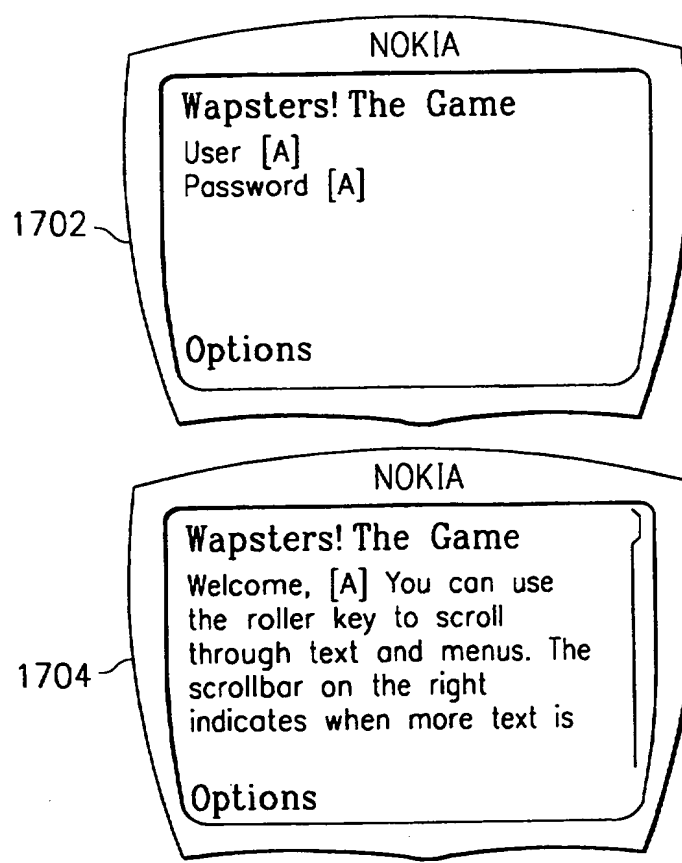 NOKIA
Wapsters! The Game
User [A]
Password [A]
1702
Options
NOKIA
Wapsters! The Game
Welcome, [A] You can use
the roller key to scroll
through text and menus. The
scrollbar on the right
indicates when more text is
1704
Options